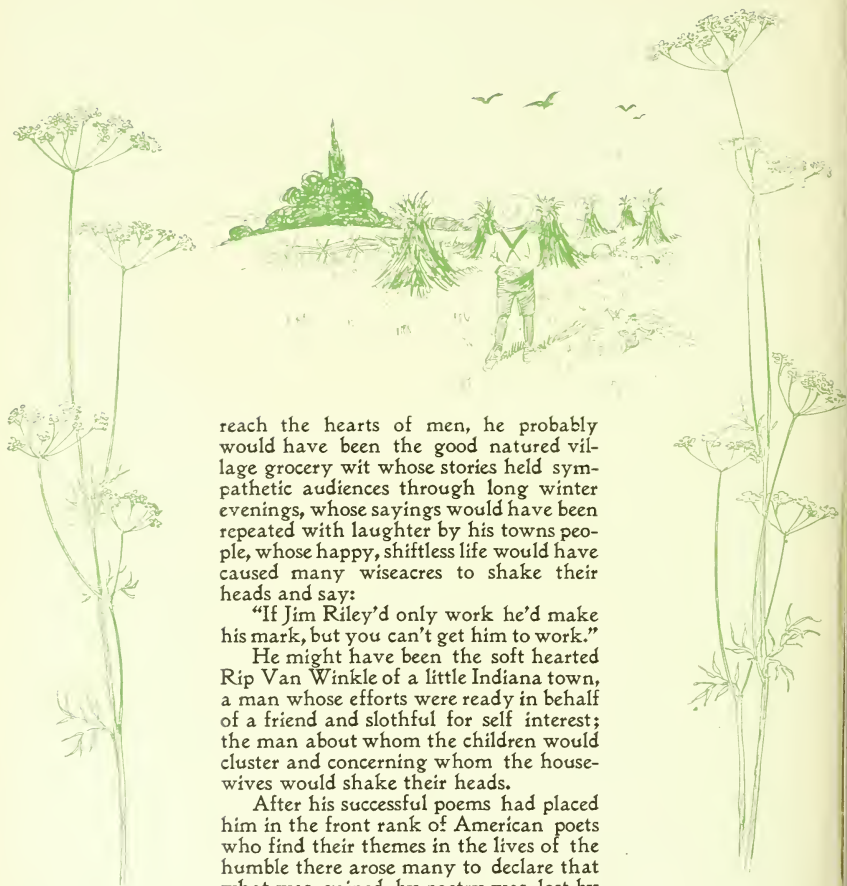 reach the hearts of men, he probably
would have been the good natured vil-
lage grocery wit whose stories held sym-
pathetic audiences through long winter
evenings, whose sayings would have been
repeated with laughter by his towns peo-
ple, whose happy, shiftless life would have
caused many wiseacres to shake their
heads and say:
"If Jim Riley'd only work he'd make
his mark, but you can't get him to work."
He might have been the soft hearted
Rip Van Winkle of a little Indiana town,
a man whose efforts were ready in behalf
of a friend and slothful for self interest;
the man about whom the children would
cluster and concerning whom the house-
wives would shake their heads.
After his successful poems had placed
him in the front rank of American poets
who find their themes in the lives of the
humble there arose many to declare that